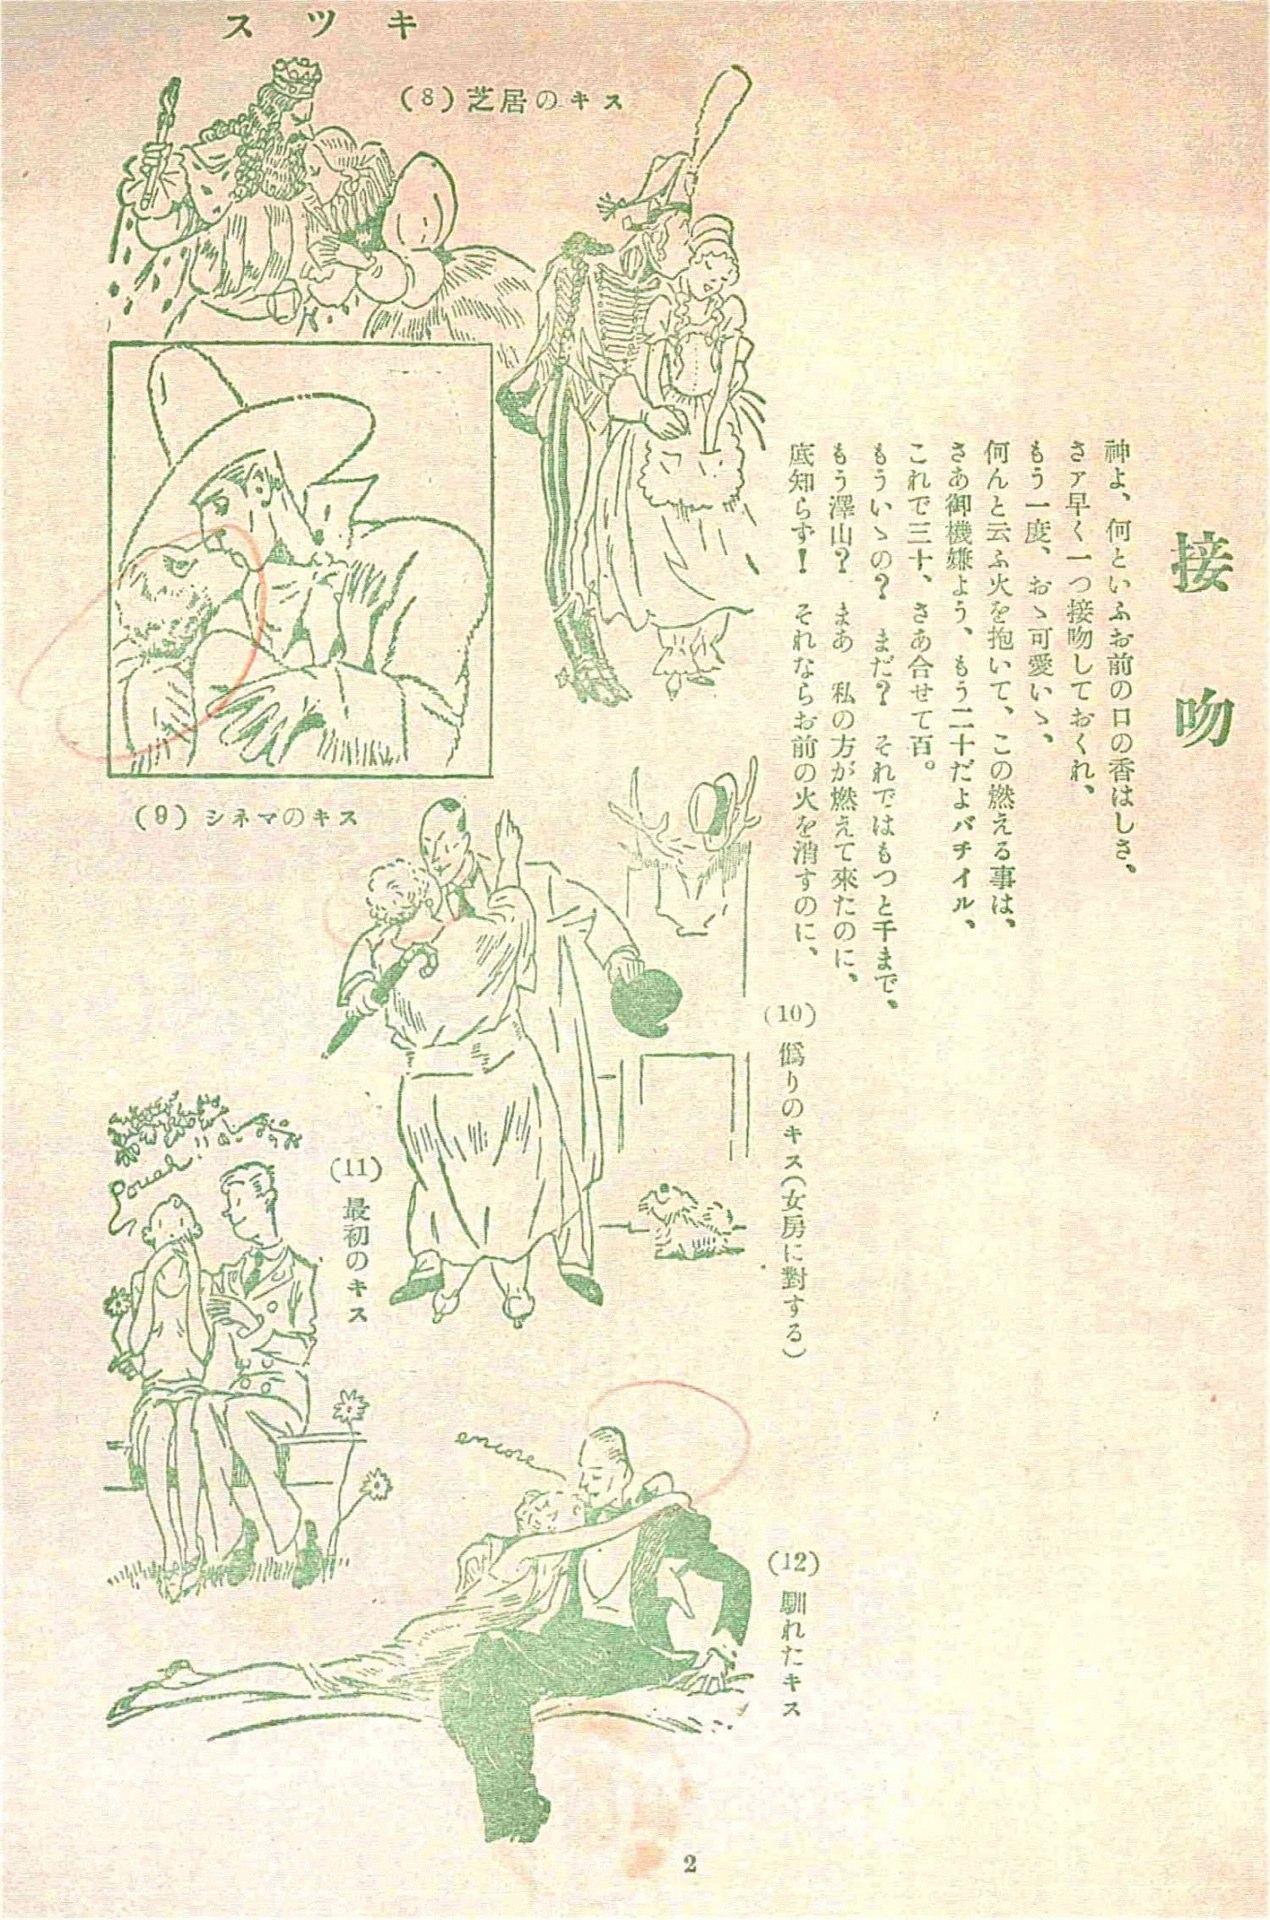 キツス
接吻
神よ、何といふお前の口の香はしさ、
さァ早く一つ接吻しておくれ、
もう一度、おゝ可愛いゝ、
何んと云ふ火を抱いて、この燃える事は、
さあ御機嫌よう、もう二十だよバチイル、
これで三十、さあ合せて百。
もういゝの?　まだ?　それではもつと千まで、
もう澤山?　まあ　私の方が燃えて來たのに、
底知らず!　それならお前の火を消すのに、
(8)芝居のキス
(9)シネマのキス
(10)僞りのキス(女房に對する)
(11)最初のキス
Pouah!!
(12)馴れたキス
encore
2